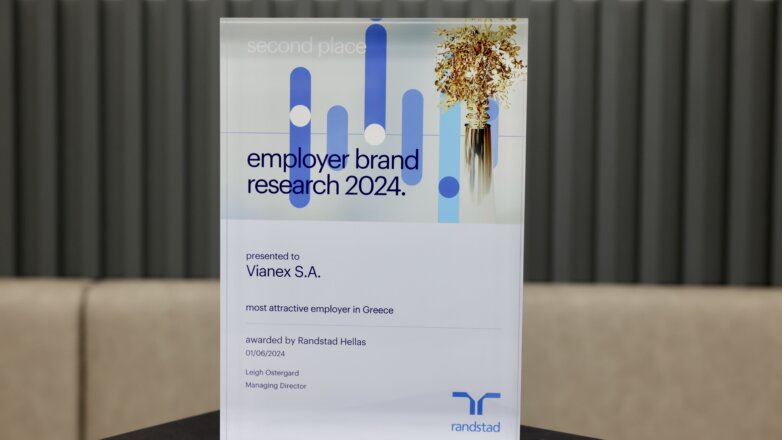 second place
employer brand
research 2024.
presented to
Vianex S.A.
most attractive employer in Greece
awarded by Randstad Hellas
01/06/2024
Leigh Ostergard
Managing Director
randstad